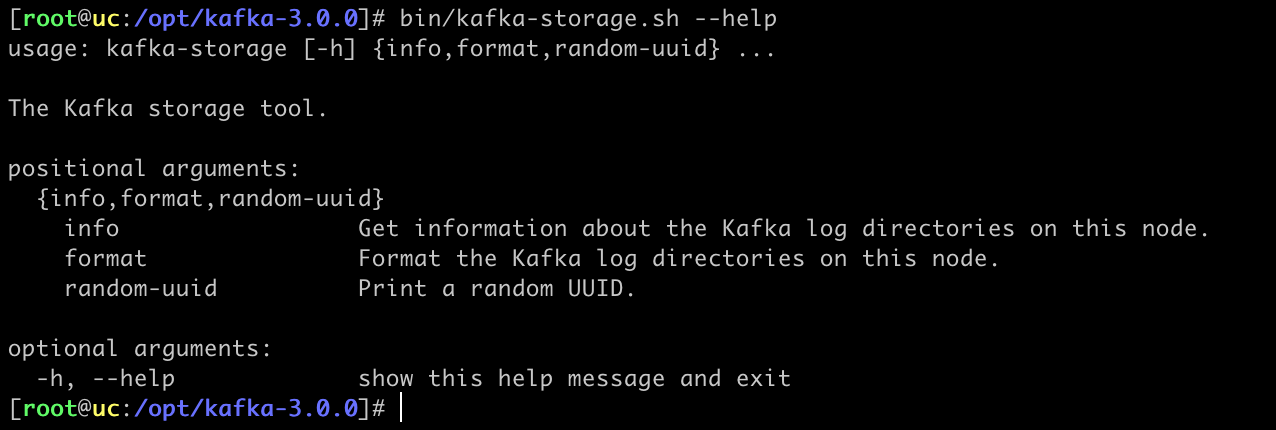 [root@uc:/opt/kafka-3.0.0]# bin/kafka-storage.sh --help
usage: kafka-storage [-h] {info,format,random-uuid} ...
The Kafka storage tool.
positional arguments:
  {info,format,random-uuid}
    info                 Get information about the Kafka log directories on this node.
    format               Format the Kafka log directories on this node.
    random-uuid          Print a random UUID.
optional arguments:
  -h, --help             show this help message and exit
[root@uc:/opt/kafka-3.0.0]#